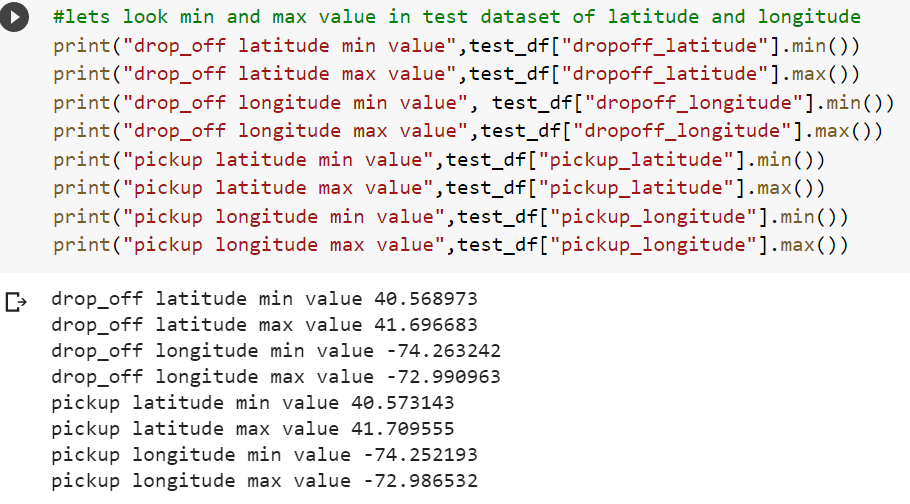 #lets look min and max value in test dataset of latitude and longitude
print("drop_off latitude min value",test_df["dropoff_latitude"].min())
print("drop_off latitude max value",test_df["dropoff_latitude"].max())
print("drop_off longitude min value", test_df["dropoff_longitude"].min())
print("drop_off longitude max value",test_df["dropoff_longitude"].max())
print("pickup latitude min value",test_df["pickup_latitude"].min())
print("pickup latitude max value",test_df["pickup_latitude"].max())
print("pickup longitude min value",test_df["pickup_longitude"].min())
print("pickup longitude max value",test_df["pickup_longitude"].max())
drop_off latitude min value 40.568973
drop_off latitude max value 41.696683
drop_off longitude min value -74.263242
drop_off longitude max value -72.990963
pickup latitude min value 40.573143
pickup latitude max value 41.709555
pickup longitude min value -74.252193
pickup longitude max value -72.986532